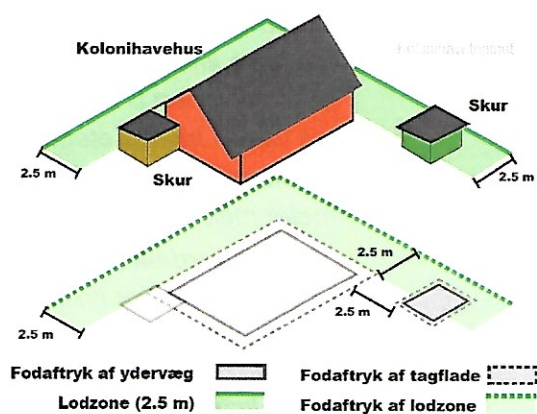 Kolonihavehus
Skur
2.5 m
Skur
2.5 m
2.5 m
2.5 m
2.5 m
Fodaftryk af ydervæg
Fodaftryk af tagflade
Lodzone (2.5 m)
Fodaftryk af lodzone